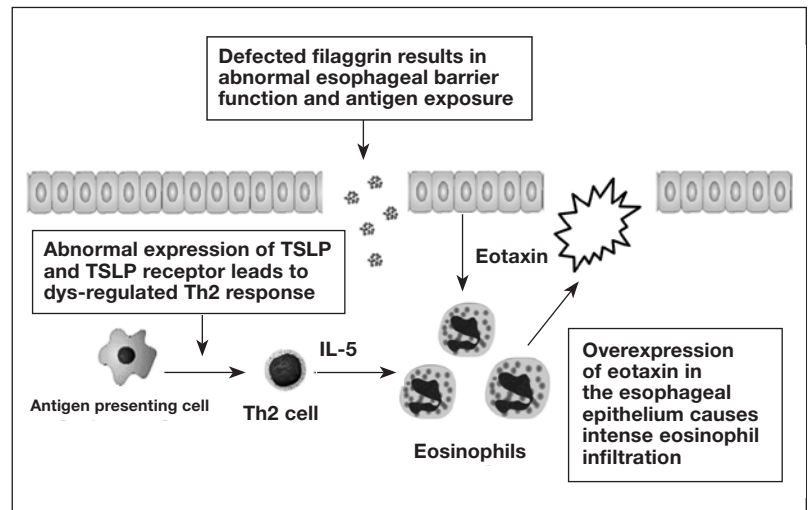 Defected filaggrin results in
abnormal esophageal barrier
function and antigen exposure
Abnormal expression of TSLP
and TSLP receptor leads to
dys-regulated Th2 response
Eotaxin
IL-5
Antigen presenting cell
Th2 cell
Eosinophils
Overexpression
of eotaxin in
the esophageal
epithelium causes
intense eosinophil
infiltration